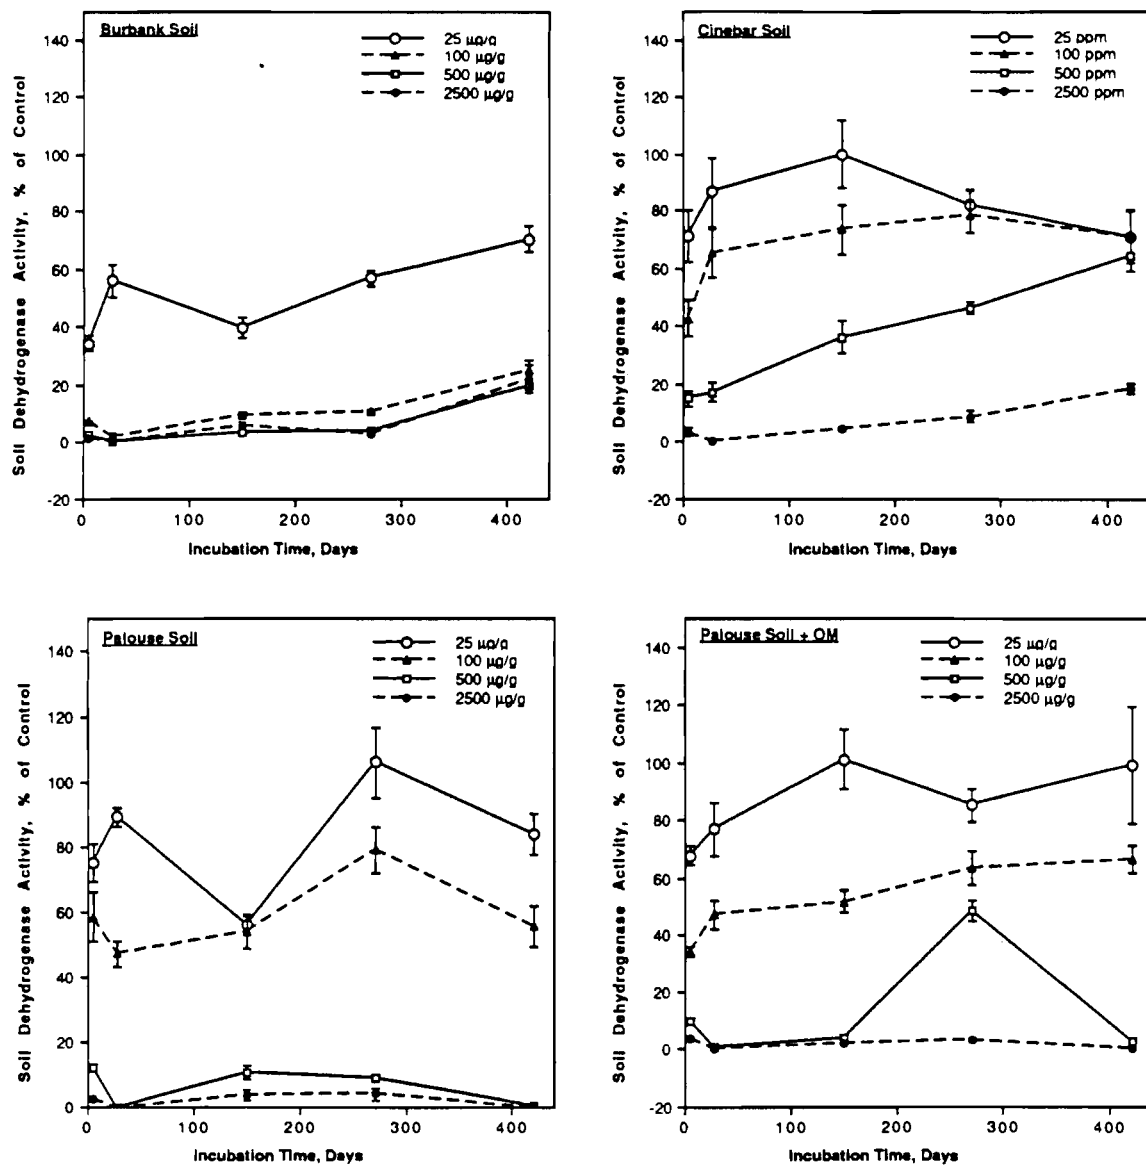 Burbank Soil
25 µg/g
100 µg/g
500 µg/g
2500 µg/g
Soil Dehydrogenase Activity, % of Control
140
120
100
80
60
40
20
0
-20
0
100
200
300
400
Incubation Time, Days
Cinebar Soil
25 ppm
100 ppm
500 ppm
2500 ppm
Soil Dehydrogenase Activity, % of Control
140
120
100
80
60
40
20
0
-20
0
100
200
300
400
Incubation Time, Days
Palouse Soil
25 µg/g
100 µg/g
500 µg/g
2500 µg/g
Soil Dehydrogenase Activity, % of Control
140
120
100
80
60
40
20
0
0
100
200
300
400
Incubation Time, Days
Palouse Soil + OM
25 µg/g
100 µg/g
500 µg/g
2500 µg/g
Soil Dehydrogenase Activity, % of Control
140
120
100
80
60
40
20
0
-20
0
100
200
300
400
Incubation Time, Days